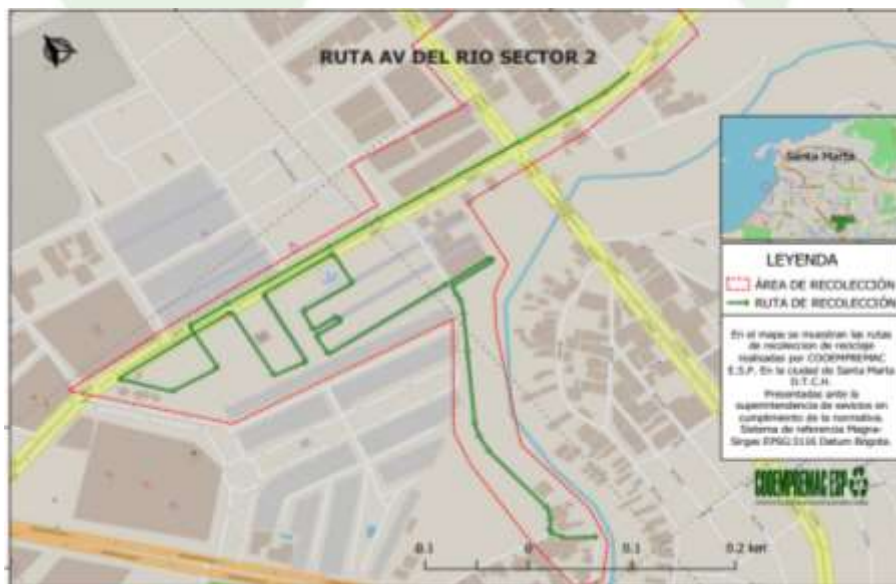 RUTA AV DEL RIO SECTOR 2
Santa Marta
LEYENDA
ÁREA DE RECOLECCIÓN
RUTA DE RECOLECCIÓN
En el mapa se muestran las rutas
de recoleccion de reciclaje
realisadas por COOEMPREMAC
E.S.P. En la ciudad de Santa Marta
D.T.C.H.
Presentadas ante la
superintendencia de servicios en
cumplimiento de la normativa.
Sistema de referencia Magna-
Sirgas EPSG:3116 Datum Bogota.
COOEMPREMAC ESP
0.1 0 0.1 0.2 km